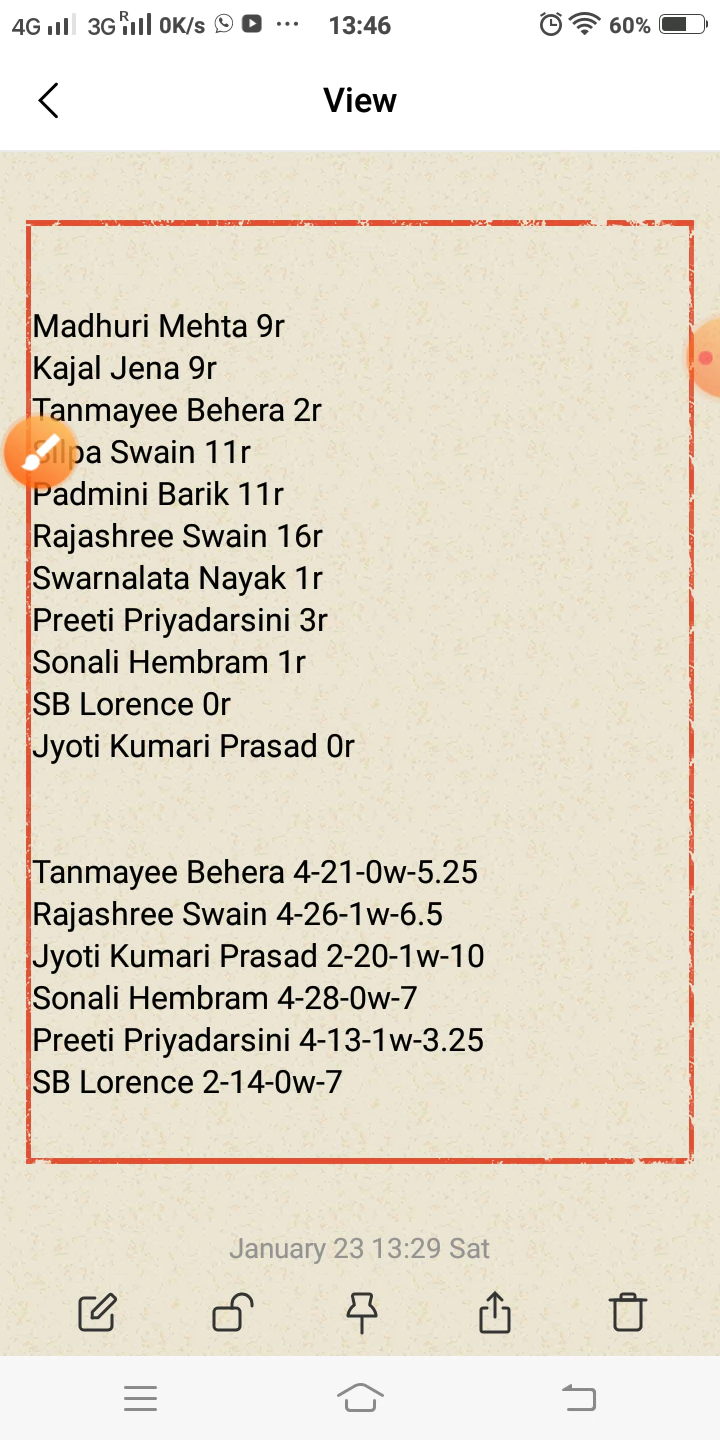 4G 3G R 0K/s ... 13:46 60%
View
Madhuri Mehta 9r
Kajal Jena 9r
Tanmayee Behera 2r
Silpa Swain 11r
Padmini Barik 11r
Rajashree Swain 16r
Swarnalata Nayak 1r
Preeti Priyadarsini 3r
Sonali Hembram 1r
SB Lorence 0r
Jyoti Kumari Prasad 0r
Tanmayee Behera 4-21-0w-5.25
Rajashree Swain 4-26-1w-6.5
Jyoti Kumari Prasad 2-20-1w-10
Sonali Hembram 4-28-0w-7
Preeti Priyadarsini 4-13-1w-3.25
SB Lorence 2-14-0w-7
January 23 13:29 Sat